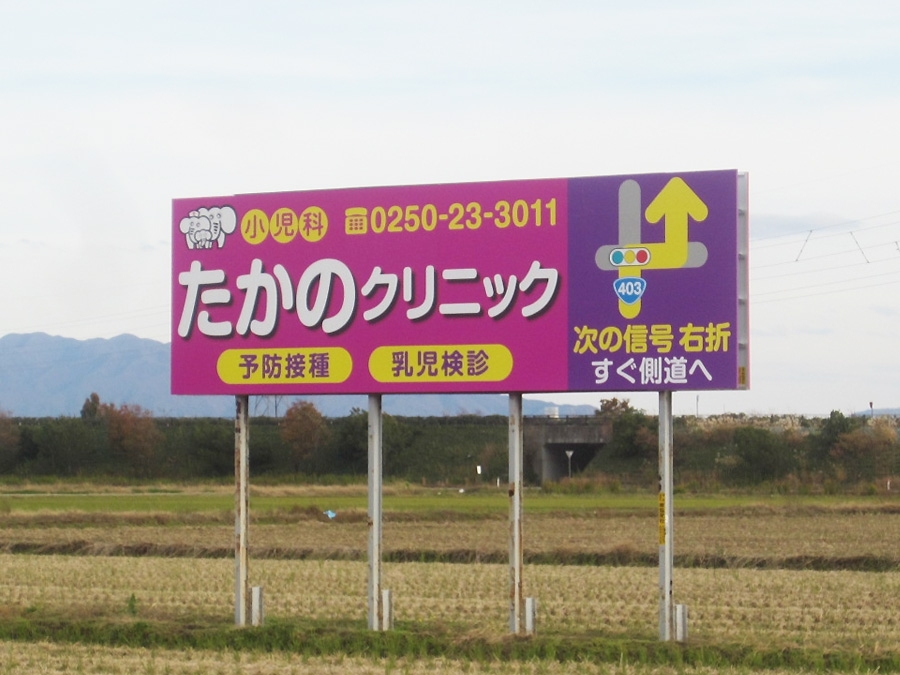 小児科 ☎0250-23-3011
たかのクリニック
予防接種 乳児検診
403
次の信号 右折
すぐ側道へ